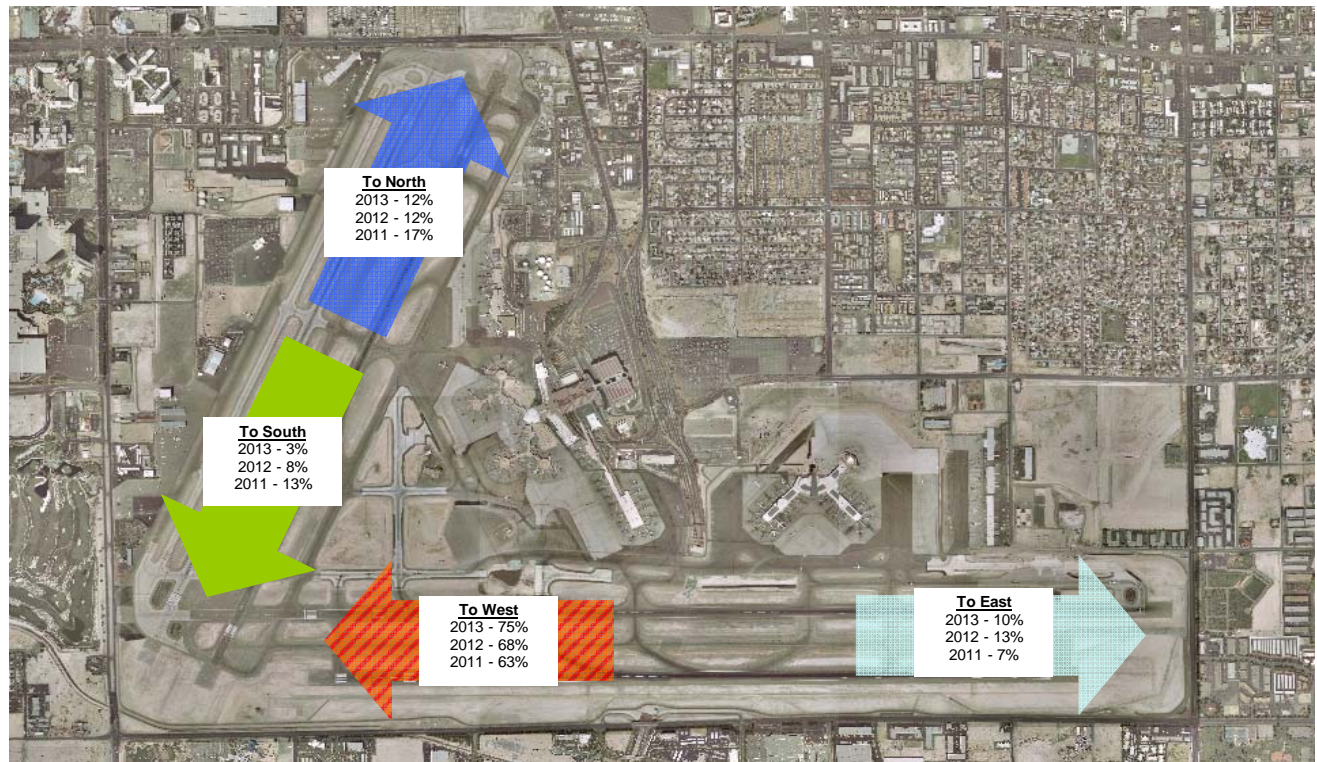 To North
2013 - 12%
2012 - 12%
2011 - 17%
To South
2013 - 3%
2012 - 8%
2011 - 13%
To West
2013 - 75%
2012 - 68%
2011 - 63%
To East
2013 - 10%
2012 - 13%
2011 - 7%